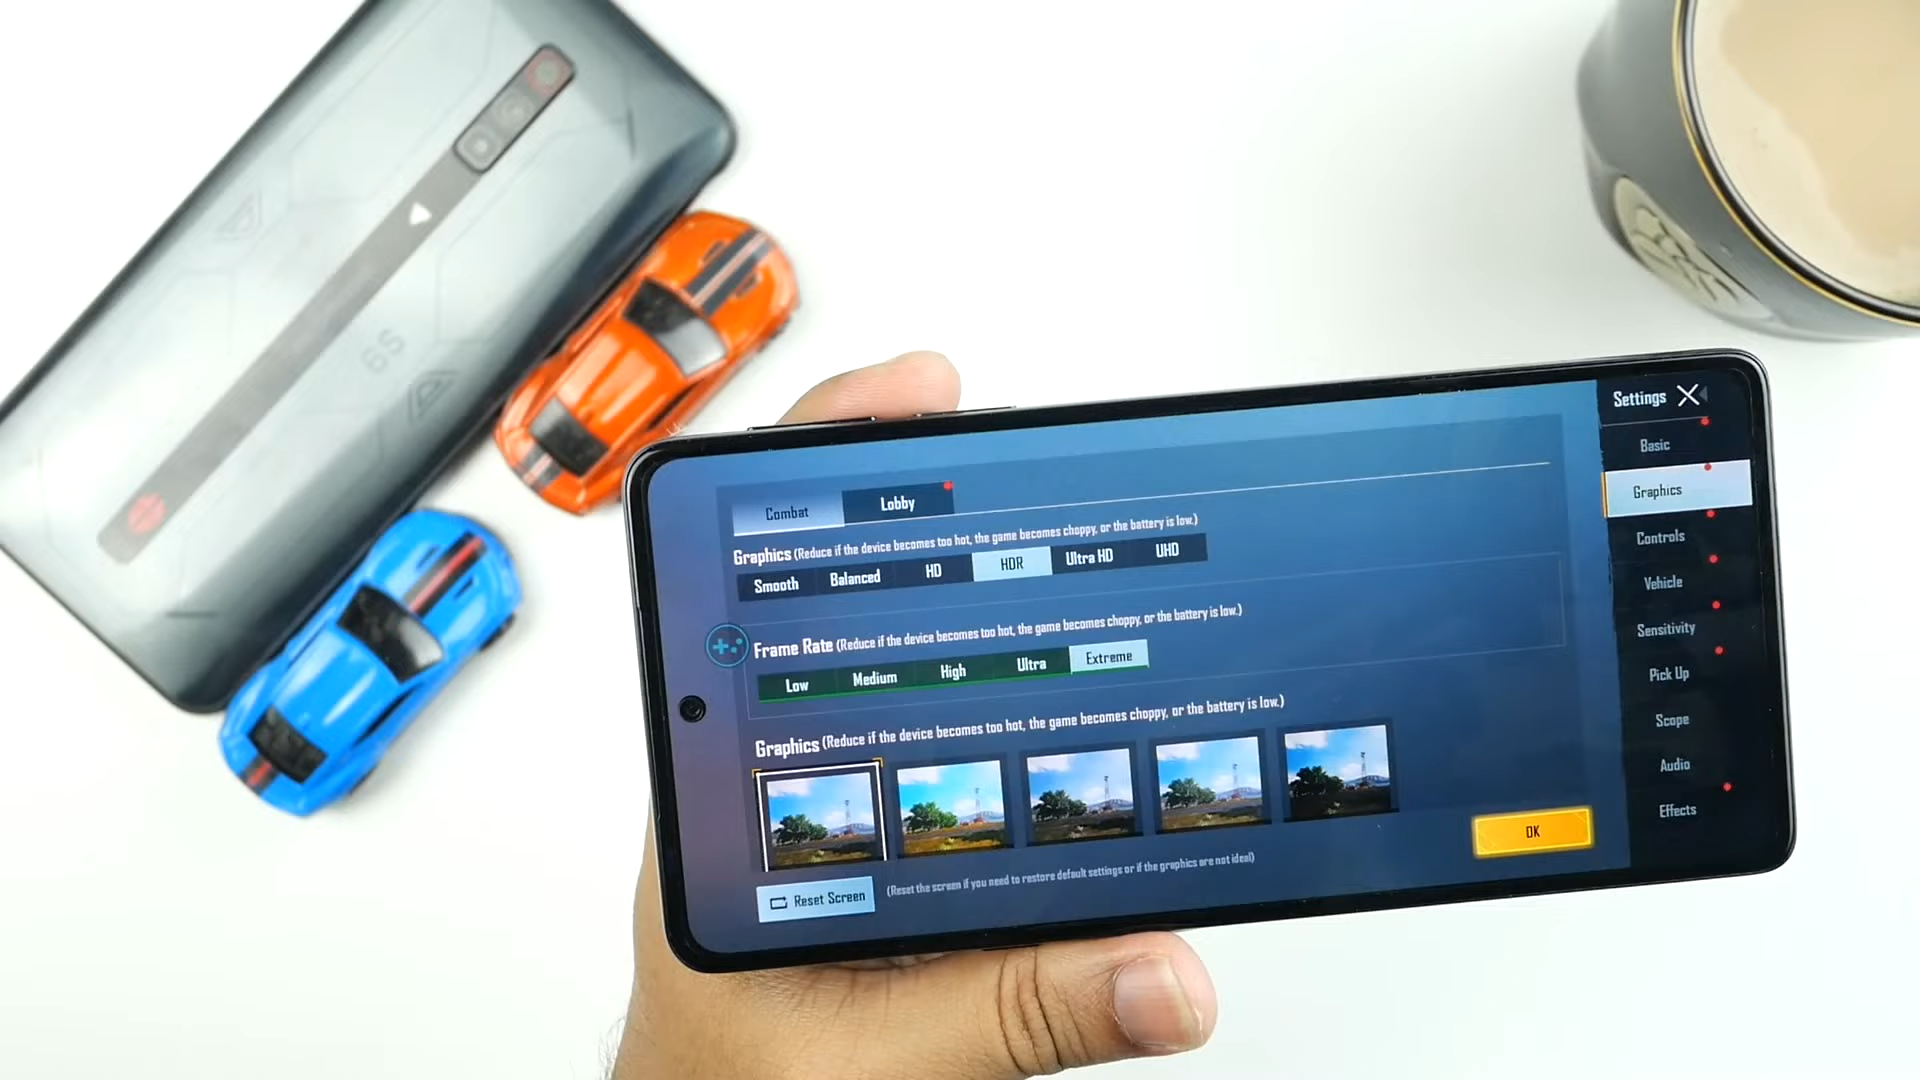 6S
Settings
Basic
Graphics
Controls
Vehicle
Sensitivity
Pick Up
Scope
Audio
Effects
Combat Lobby
Graphics (Reduce if the device becomes too hot, the game becomes choppy, or the battery is low.)
Smooth Balanced HD HDR Ultra HD UHD
Frame Rate (Reduce if the device becomes too hot, the game becomes choppy, or the battery is low.)
Low Medium High Ultra Extreme
Graphics (Reduce if the device becomes too hot, the game becomes choppy, or the battery is low.)
Reset Screen (Reset the screen if you need to restore default settings or if the graphics are not ideal)
OK